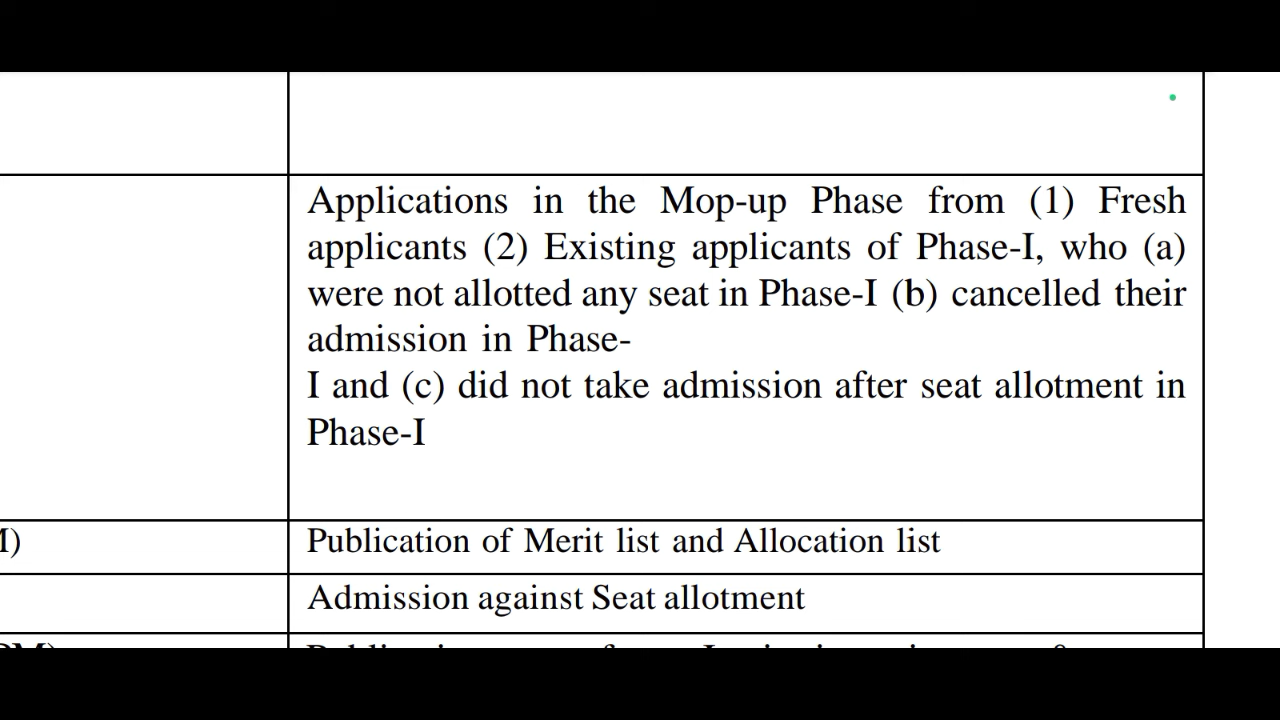 Applications in the Mop-up Phase from (1) Fresh
applicants (2) Existing applicants of Phase-I, who (a)
were not allotted any seat in Phase-I (b) cancelled their
admission in Phase-
I and (c) did not take admission after seat allotment in
Phase-I
M)
Publication of Merit list and Allocation list
Admission against Seat allotment